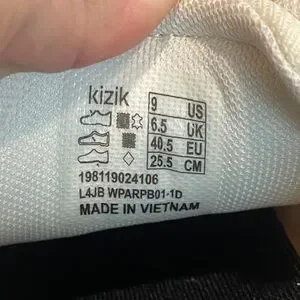 kizik
9 US
6.5 UK
40.5 EU
25.5 CM
198119024106
L4JB WPARPB01-1D
MADE IN VIETNAM